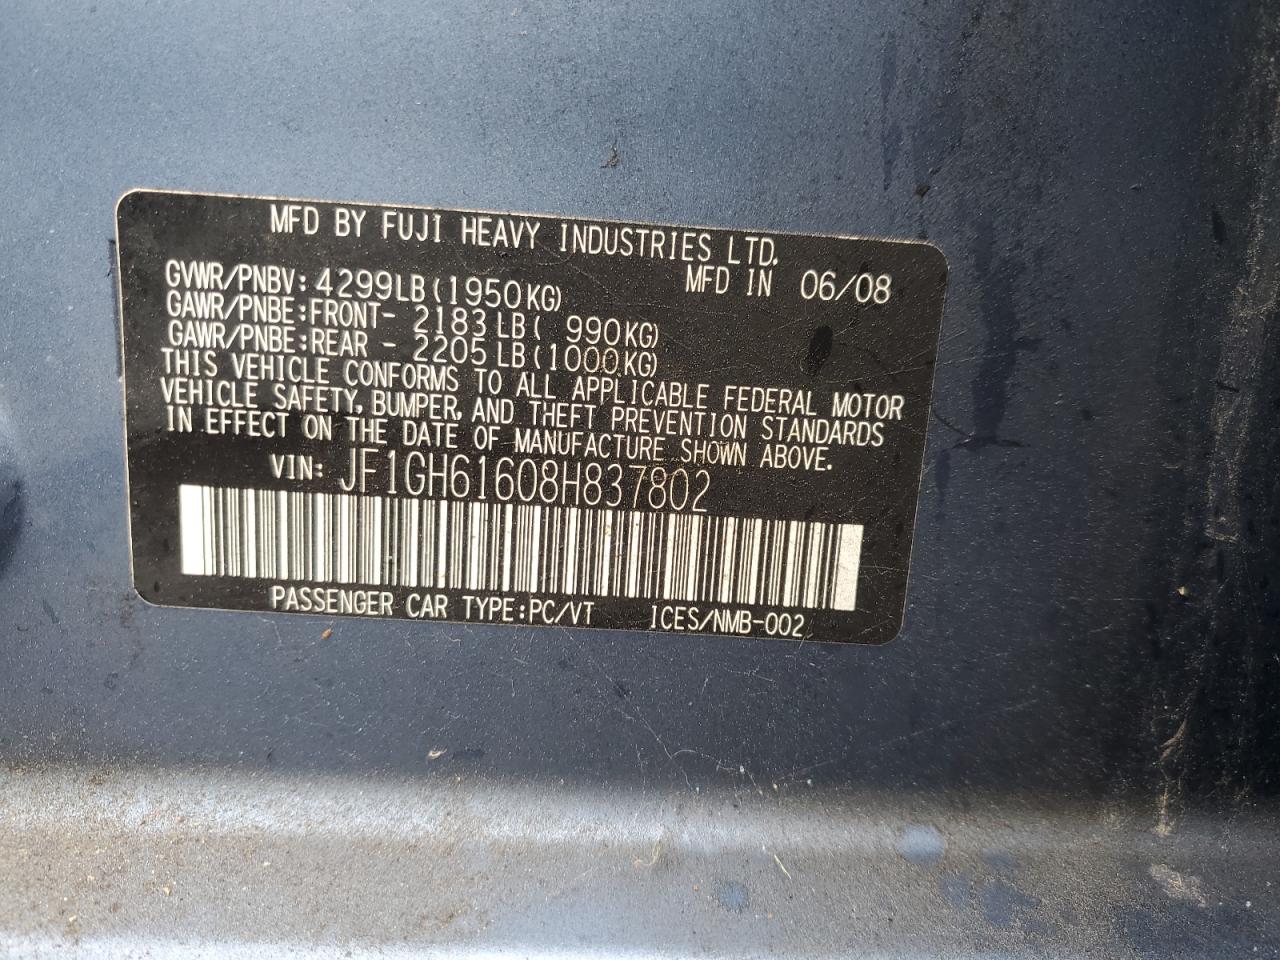 MFD BY FUJI HEAVY INDUSTRIES LTD.
MFD IN 06/08
GVWR/PNBV: 4299LB(1950KG)
GAWR/PNBE:FRONT- 2183LB( 990KG)
GAWR/PNBE:REAR - 2205LB(1000KG)
THIS VEHICLE CONFORMS TO ALL APPLICABLE FEDERAL MOTOR
VEHICLE SAFETY, BUMPER, AND THEFT PREVENTION STANDARDS
IN EFFECT ON THE DATE OF MANUFACTURE SHOWN ABOVE.
VIN: JF1GH61608H837802
PASSENGER CAR TYPE:PC/VT ICES/NMB-002